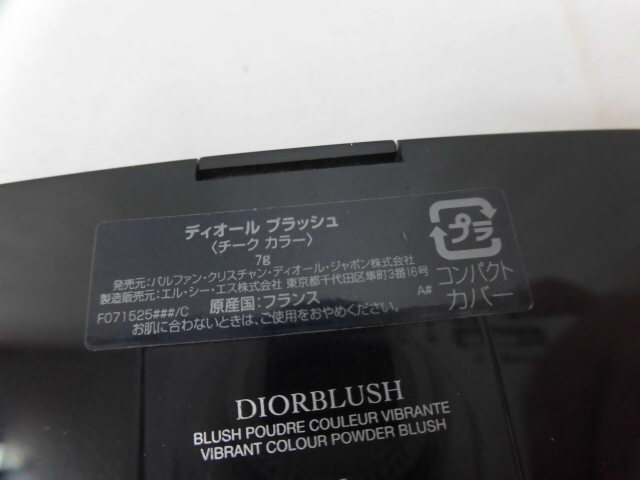 ディオール ブラッシュ
〈チーク カラー〉
7g
発売元：パルファン・クリスチャン・ディオール・ジャポン株式会社
製造販売元：エル・シー・エス株式会社 東京都千代田区隼町3番16号
原産国：フランス
F071525###/C
A#
お肌に合わないときは、ご使用をおやめください。
プラ
コンパクト
カバー
DIORBLUSH
BLUSH POUDRE COULEUR VIBRANTE
VIBRANT COLOUR POWDER BLUSH